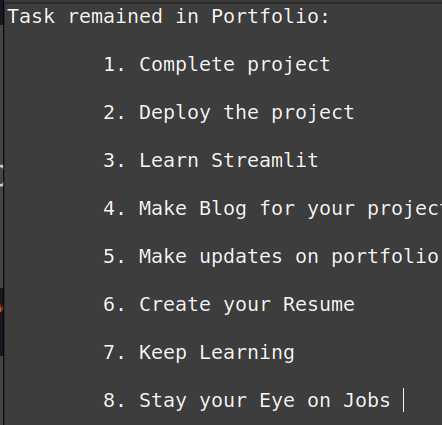 Task remained in Portfolio:
1. Complete project
2. Deploy the project
3. Learn Streamlit
4. Make Blog for your projec
5. Make updates on portfolio
6. Create your Resume
7. Keep Learning
8. Stay your Eye on Jobs